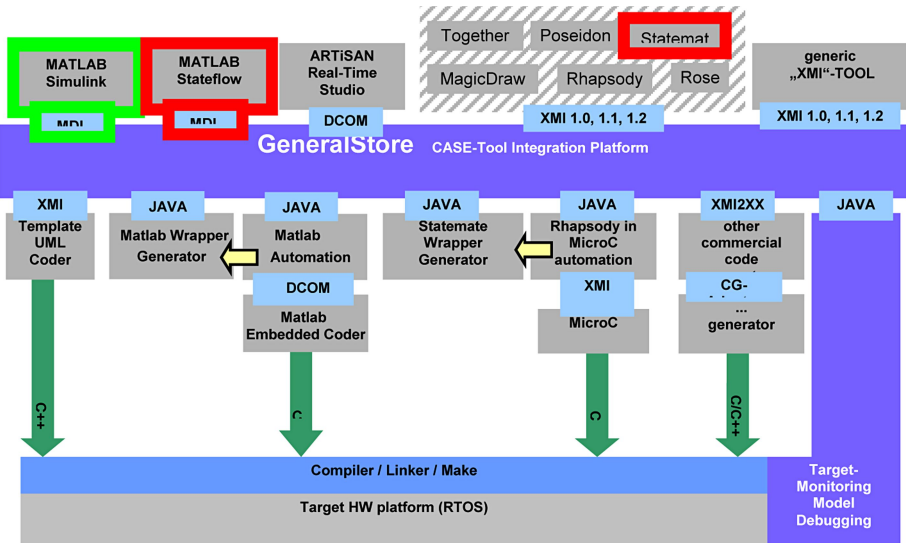 MATLAB
Simulink
MDL
MATLAB
Stateflow
MDL
ARTiSAN
Real-Time
Studio
DCOM
Together
Poseidon
Statemat
MagicDraw
Rhapsody
Rose
XMI 1.0, 1.1, 1.2
generic
„XMI“-TOOL
XMI 1.0, 1.1, 1.2
GeneralStore CASE-Tool Integration Platform
XMI
Template
UML
Coder
JAVA
Matlab Wrapper
Generator
JAVA
Matlab
Automation
DCOM
Matlab
Embedded Coder
JAVA
Statemate
Wrapper
Generator
JAVA
Rhapsody in
MicroC
automation
XMI
MicroC
XMI2XX
other
commercial
code
CG-
...
generator
JAVA
C++
C
C
C/C++
Compiler / Linker / Make
Target HW platform (RTOS)
Target-
Monitoring
Model
Debugging